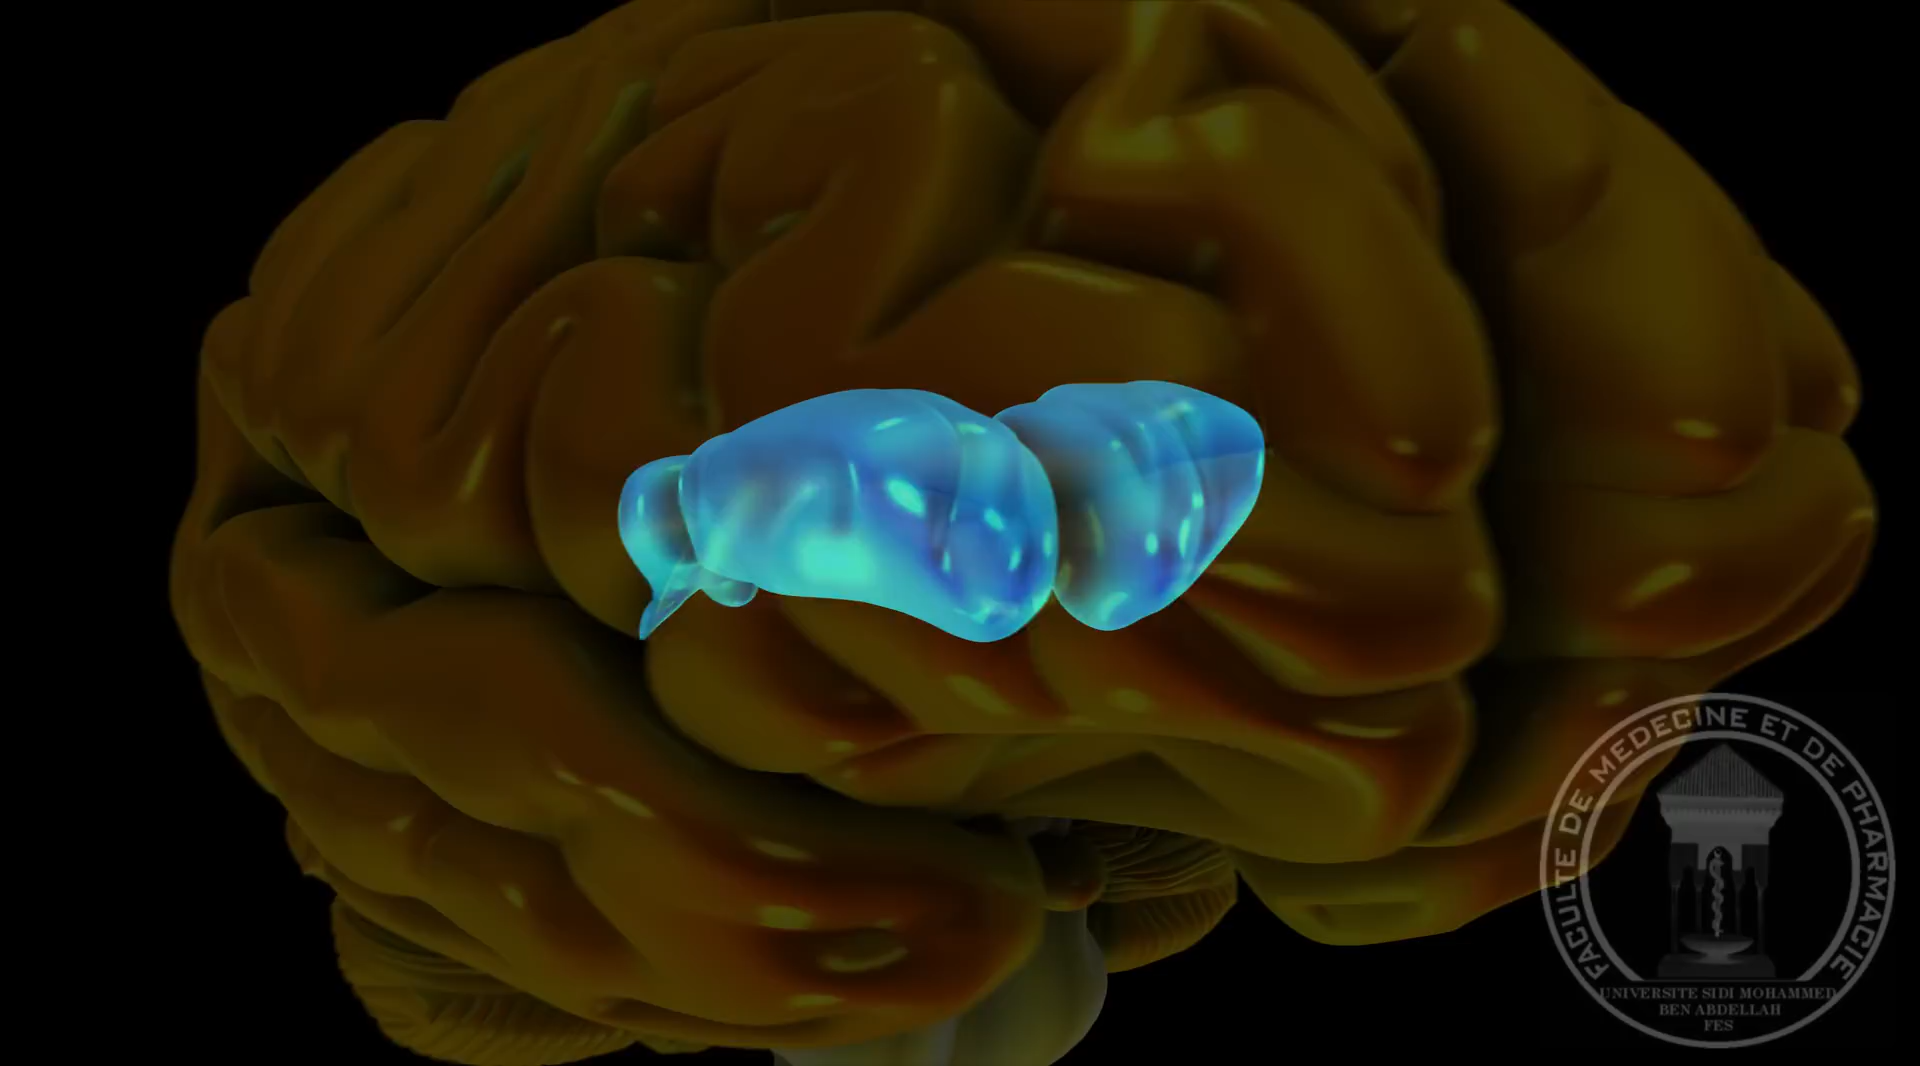 FACULTE DE MEDECINE ET DE PHARMACIE
UNIVERSITE SIDI MOHAMMED
BEN ABDELLAH
FES